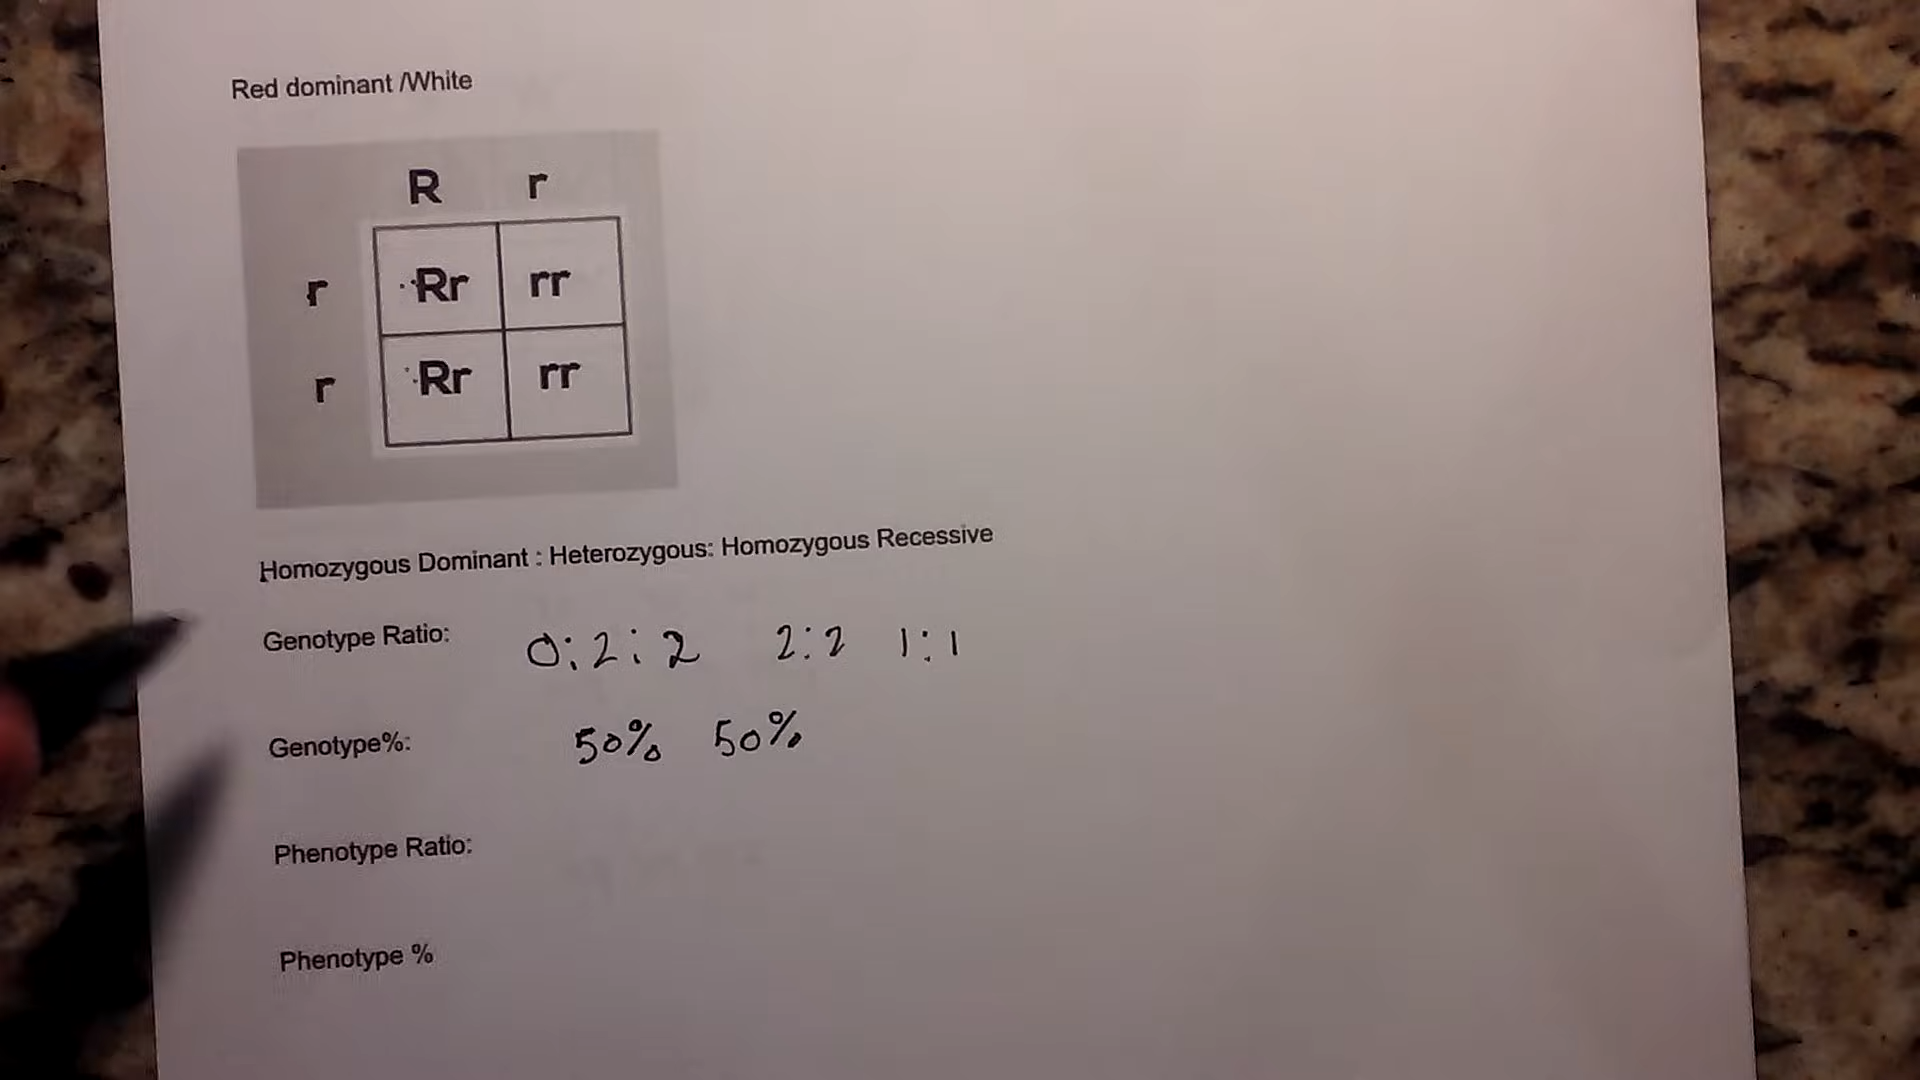 Red dominant /White
R r
r Rr rr
r Rr rr
Homozygous Dominant : Heterozygous: Homozygous Recessive
Genotype Ratio: 0:2:2 2:2 1:1
Genotype%: 50% 50%
Phenotype Ratio:
Phenotype %